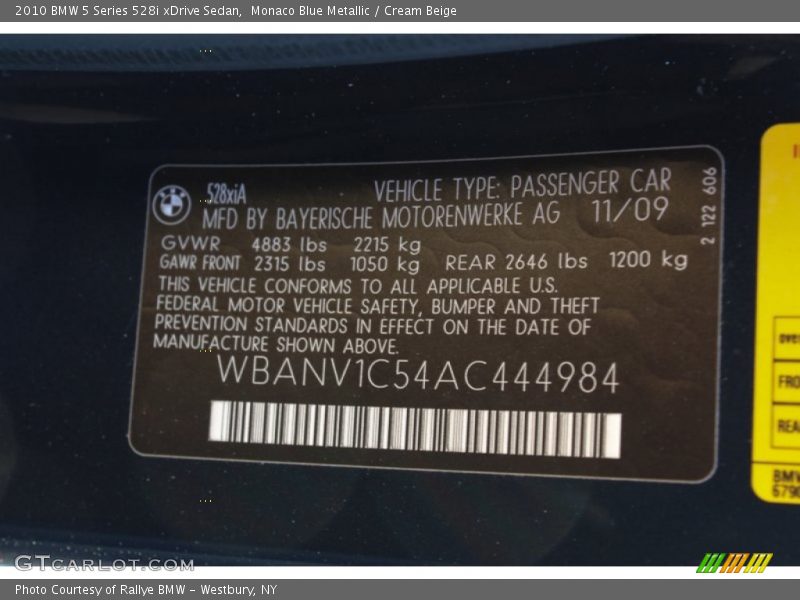 2010 BMW 5 Series 528i xDrive Sedan, Monaco Blue Metallic / Cream Beige
528xiA VEHICLE TYPE: PASSENGER CAR
MFD BY BAYERISCHE MOTORENWERKE AG 11/09
GVWR 4883 lbs 2215 kg
GAWR FRONT 2315 lbs 1050 kg REAR 2646 lbs 1200 kg
THIS VEHICLE CONFORMS TO ALL APPLICABLE U.S.
FEDERAL MOTOR VEHICLE SAFETY, BUMPER AND THEFT
PREVENTION STANDARDS IN EFFECT ON THE DATE OF
MANUFACTURE SHOWN ABOVE.
WBANV1C54AC444984
2 122 606
FRO
REA
BMW
GTCARLOT.COM
Photo Courtesy of Rallye BMW – Westbury, NY